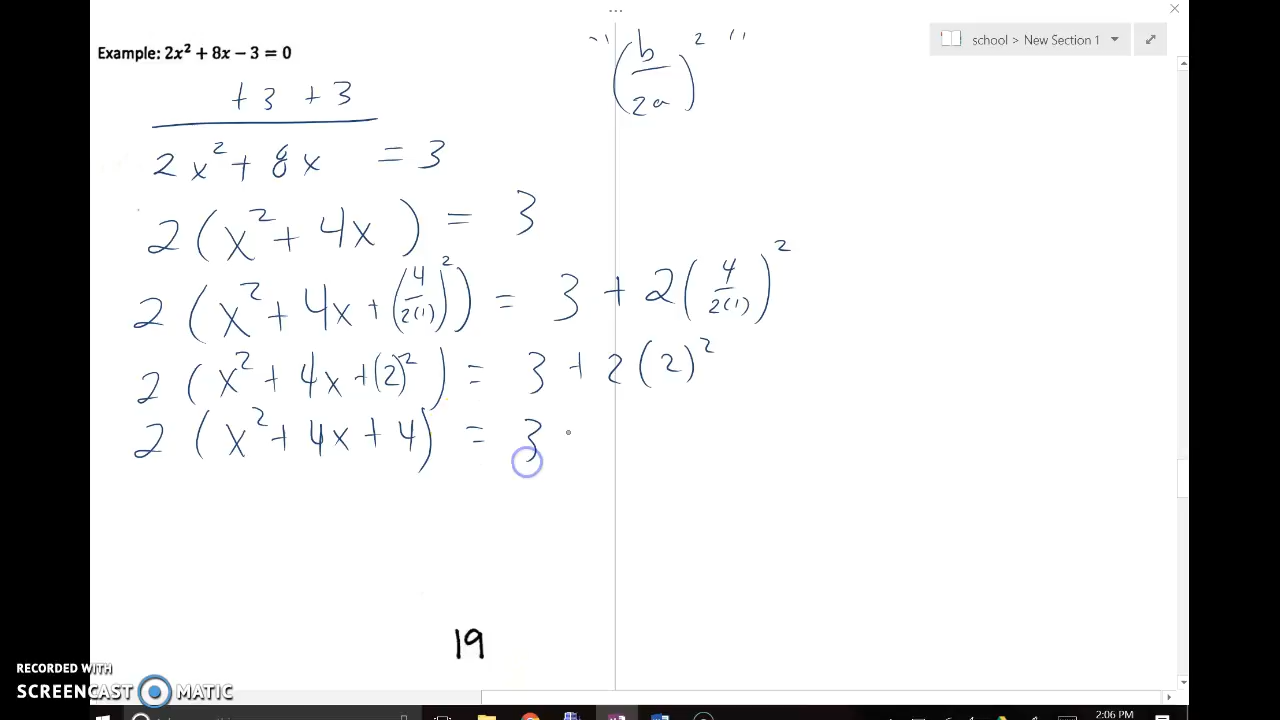 Example: 2x² + 8x − 3 = 0
"(b/2a)²"
school > New Section 1
+3 +3
2x² + 8x = 3
2(x² + 4x) = 3
2(x² + 4x + (4/2(1))²) = 3 + 2(4/2(1))²
2(x² + 4x + (2)²) = 3 + 2(2)²
2(x² + 4x + 4) = 3
19
RECORDED WITH
SCREENCAST MATIC
2:06 PM